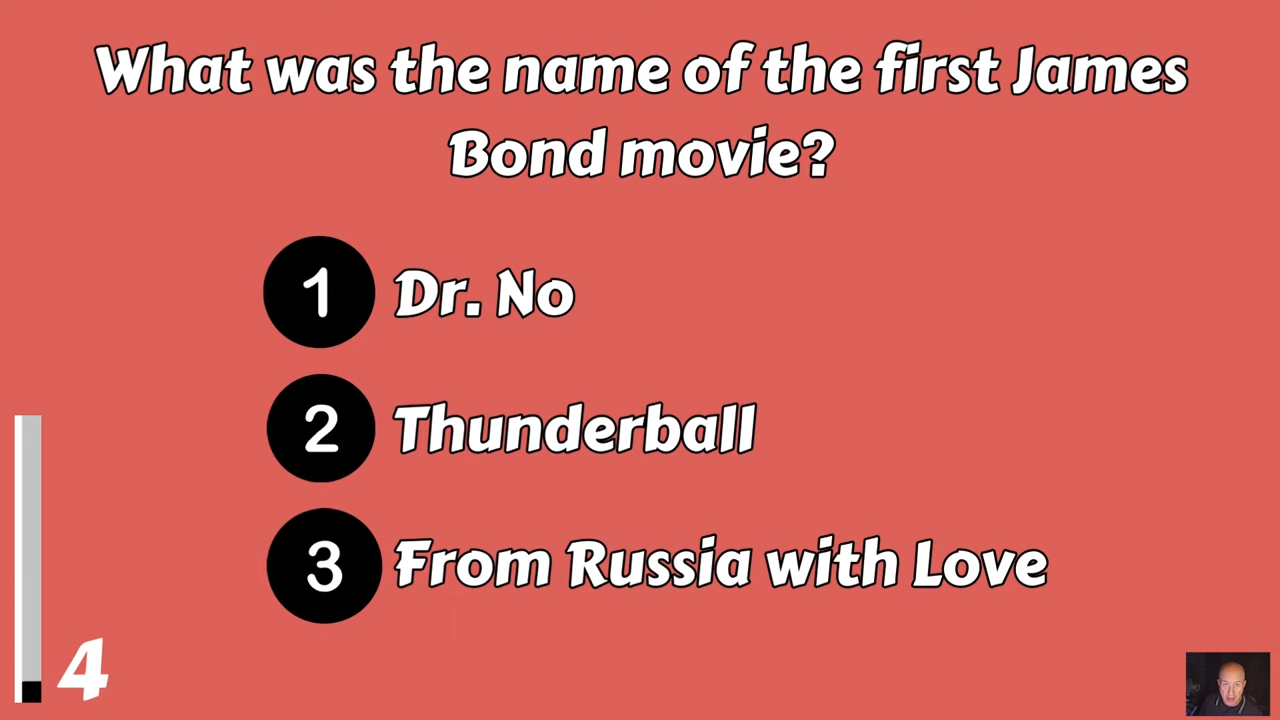 What was the name of the first James
Bond movie?
1 Dr. No
2 Thunderball
3 From Russia with Love
4